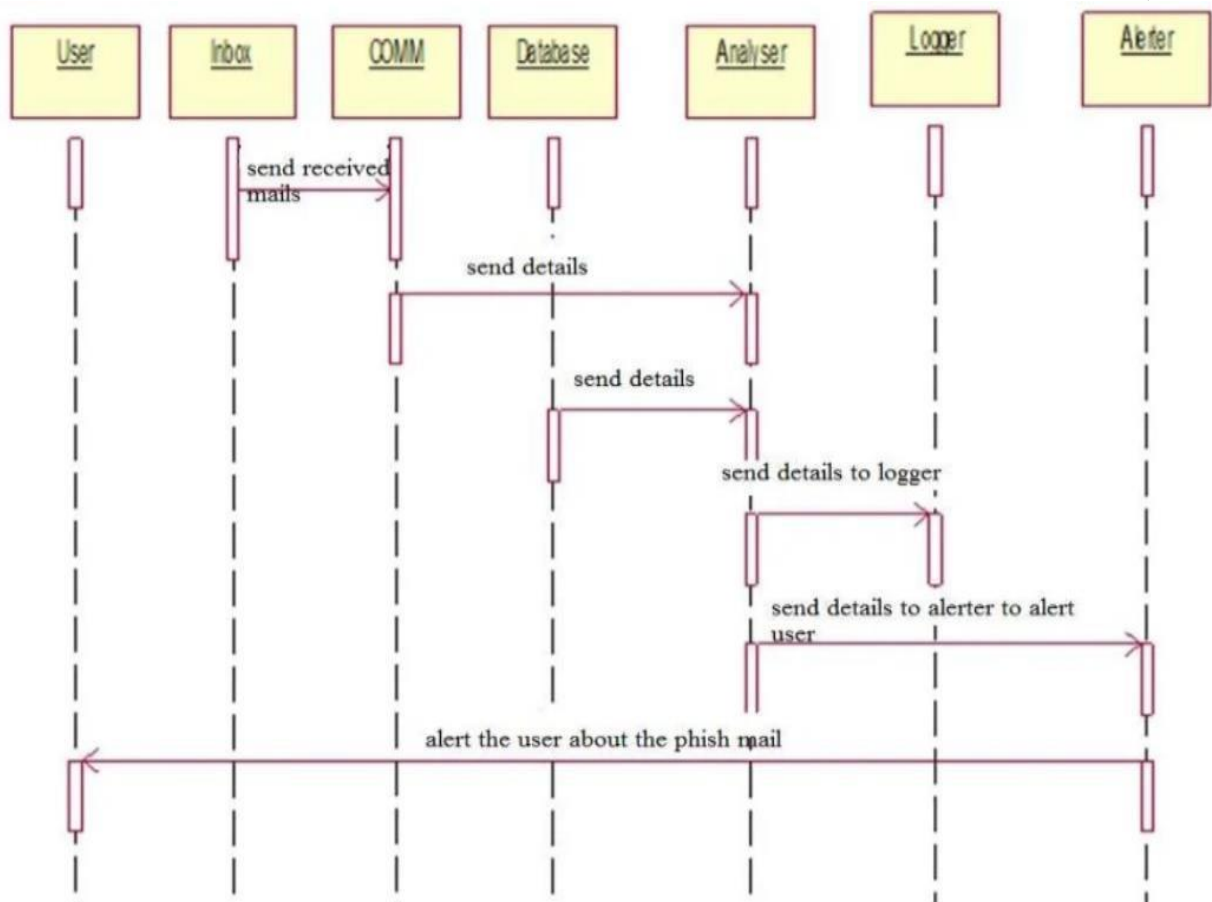 User
Inbox
COMM
Database
Analyser
Logger
Alerter
send received
mails
send details
send details
send details to logger
send details to alerter to alert
user
alert the user about the phish mail